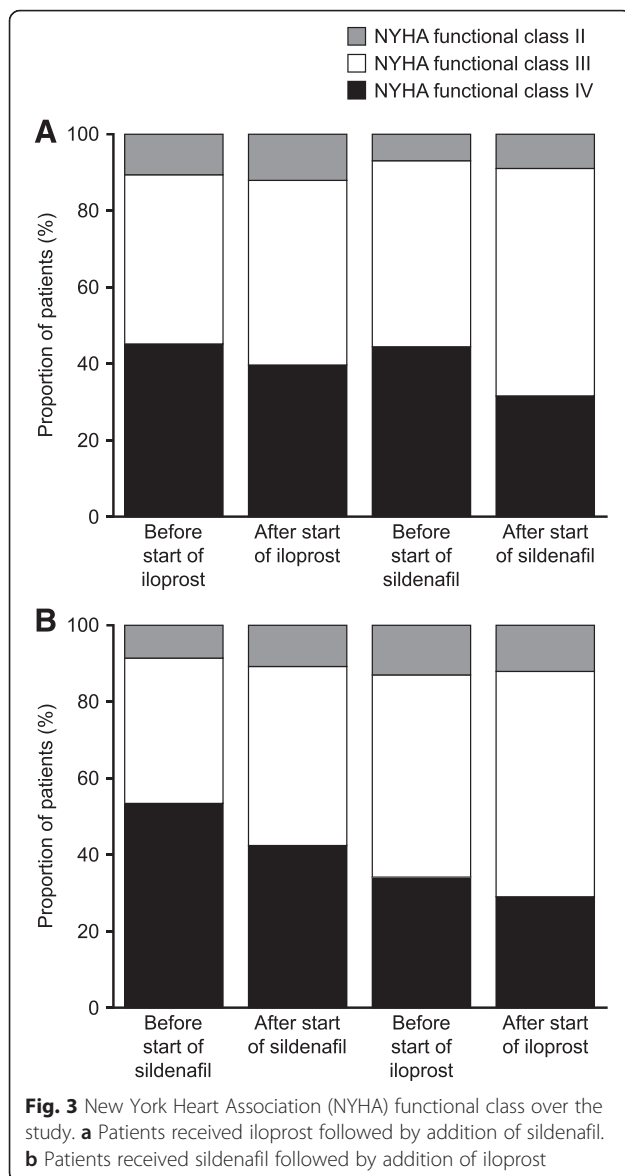 NYHA functional class II
NYHA functional class III
NYHA functional class IV
A
Proportion of patients (%)
100
80
60
40
20
0
Before
start of
iloprost
After start
of iloprost
Before
start of
sildenafil
After start
of sildenafil
B
Proportion of patients (%)
100
80
60
40
20
0
Before
start of
sildenafil
After start
of sildenafil
Before
start of
iloprost
After start
of iloprost
Fig. 3 New York Heart Association (NYHA) functional class over the
study. a Patients received iloprost followed by addition of sildenafil.
b Patients received sildenafil followed by addition of iloprost